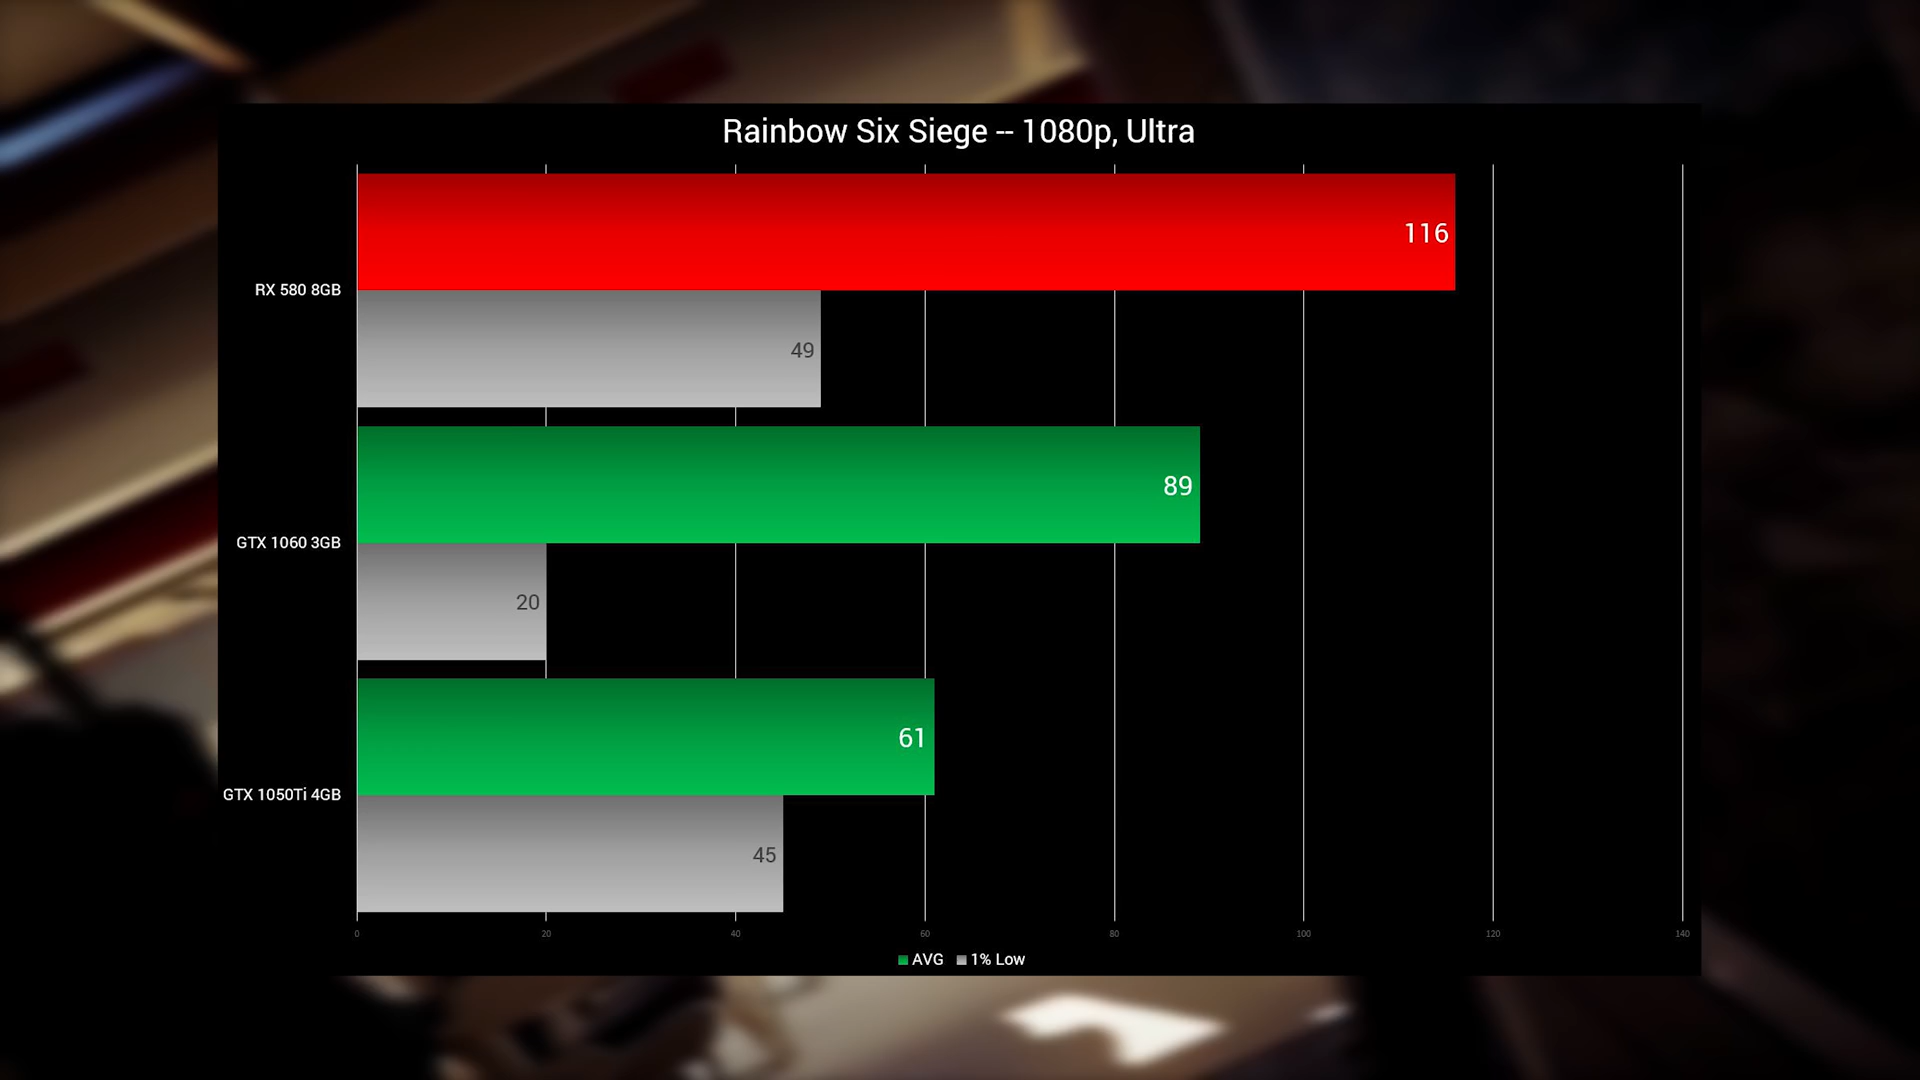 Rainbow Six Siege -- 1080p, Ultra
116
RX 580 8GB
49
89
GTX 1060 3GB
20
61
GTX 1050Ti 4GB
45
0 20 40 60 80 100 120 140
AVG 1% Low